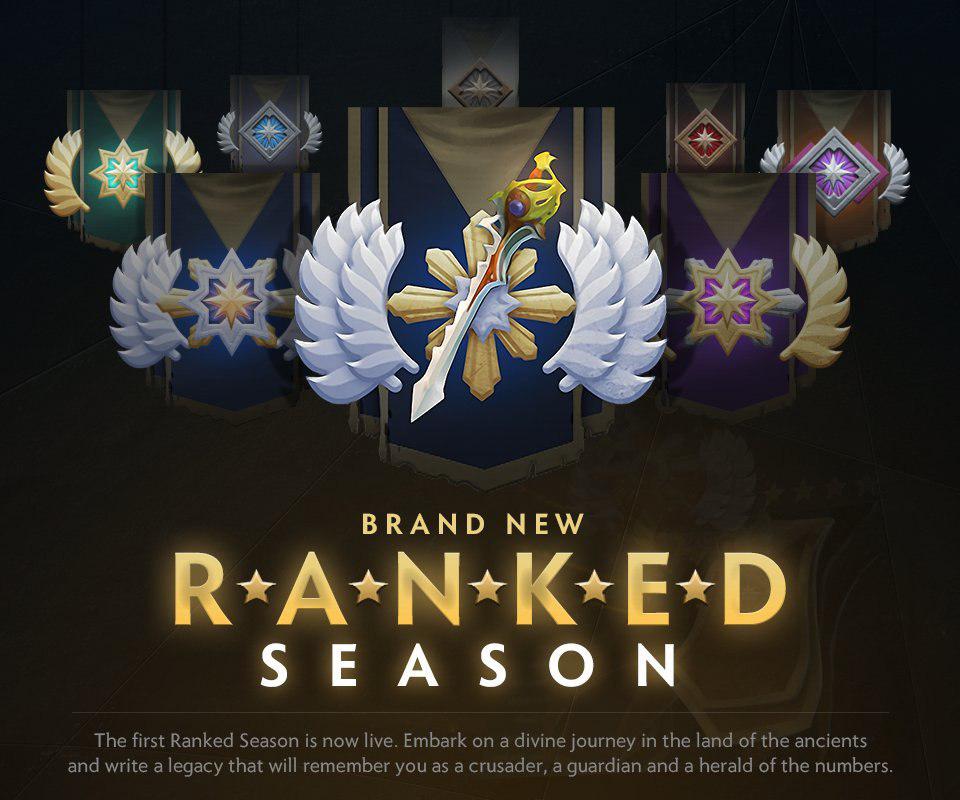 BRAND NEW
R★A★N★K★E★D
SEASON
The first Ranked Season is now live. Embark on a divine journey in the land of the ancients
and write a legacy that will remember you as a crusader, a guardian and a herald of the numbers.